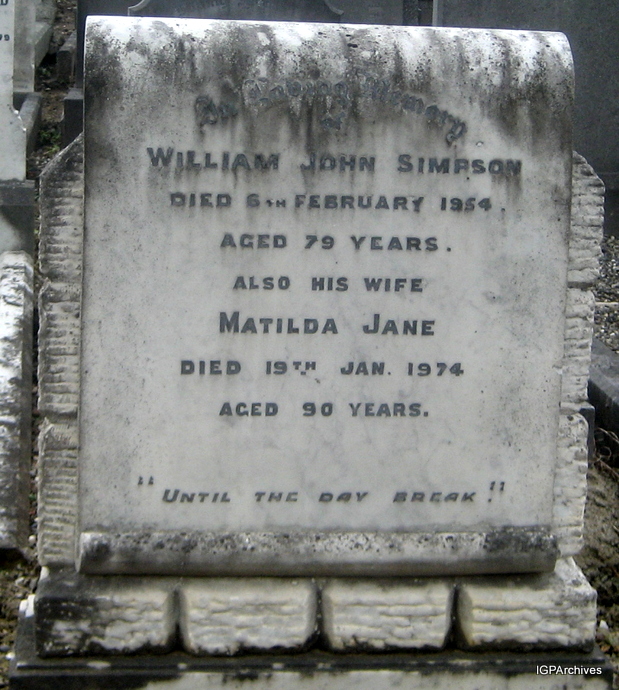 In Loving Memory
of
WILLIAM JOHN SIMPSON
DIED 6TH FEBRUARY 1954.
AGED 79 YEARS.
ALSO HIS WIFE
MATILDA JANE
DIED 19TH JAN. 1974
AGED 90 YEARS.
"UNTIL THE DAY BREAK"
IGPArchives